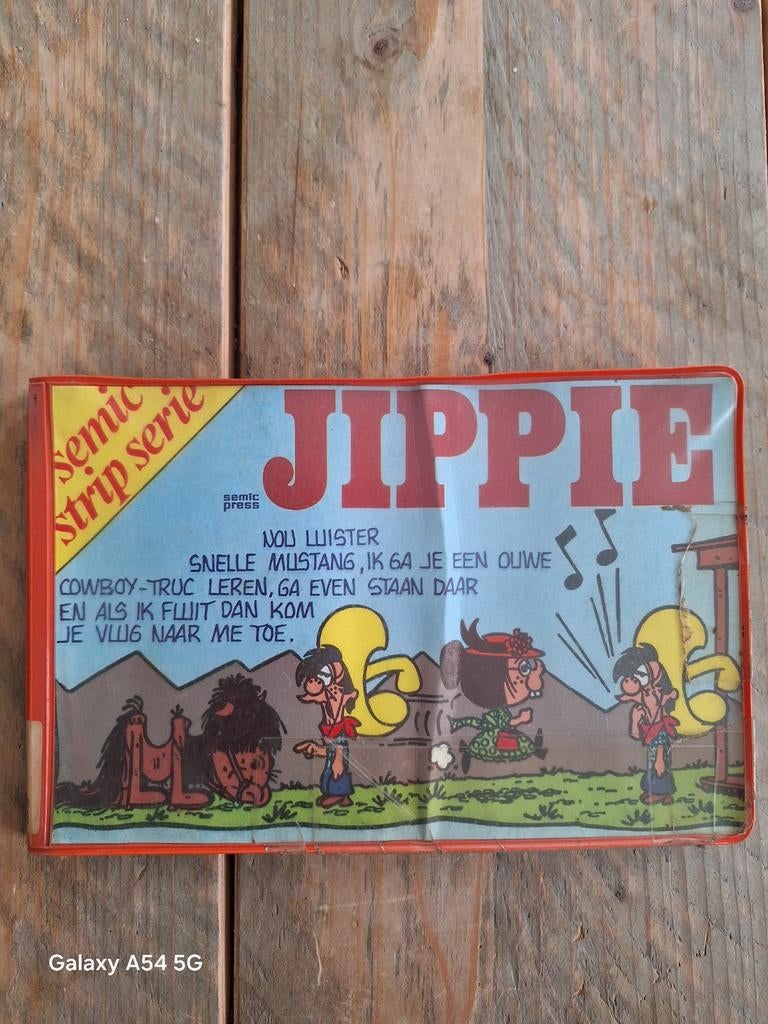 semic
strip serie
JIPPIE
semic
press
NOU LUISTER
SNELLE MUSTANG, IK GA JE EEN OUWE
COWBOY-TRUC LEREN, GA EVEN STAAN DAAR
EN ALS IK FLUIT DAN KOM
JE VLUG NAAR ME TOE.
Galaxy A54 5G